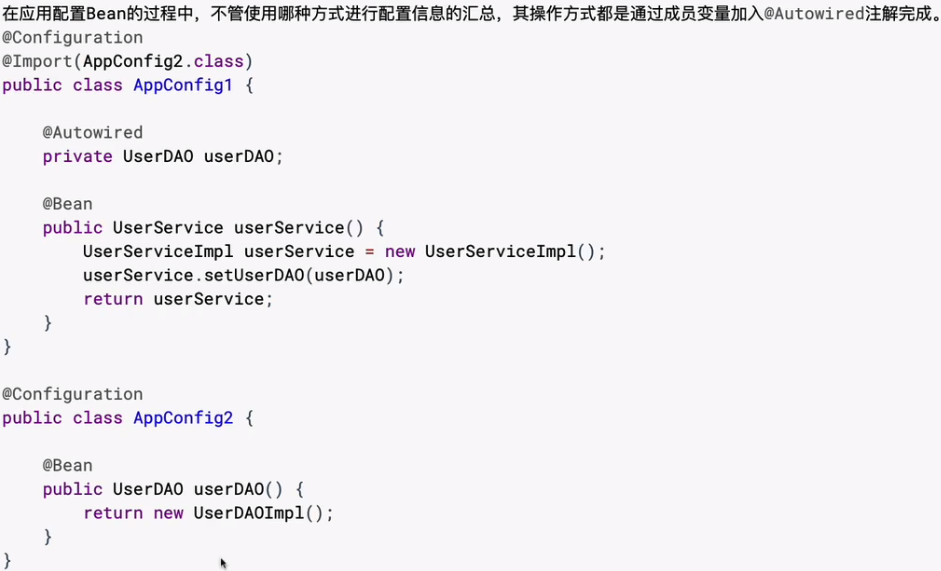 在应用配置Bean的过程中，不管使用哪种方式进行配置信息的汇总，其操作方式都是通过成员变量加入@Autowired注解完成。
@Configuration
@Import(AppConfig2.class)
public class AppConfig1 {
@Autowired
private UserDAO userDAO;
@Bean
public UserService userService() {
UserServiceImpl userService = new UserServiceImpl();
userService.setUserDAO(userDAO);
return userService;
}
}
@Configuration
public class AppConfig2 {
@Bean
public UserDAO userDAO() {
return new UserDAOImpl();
}
}